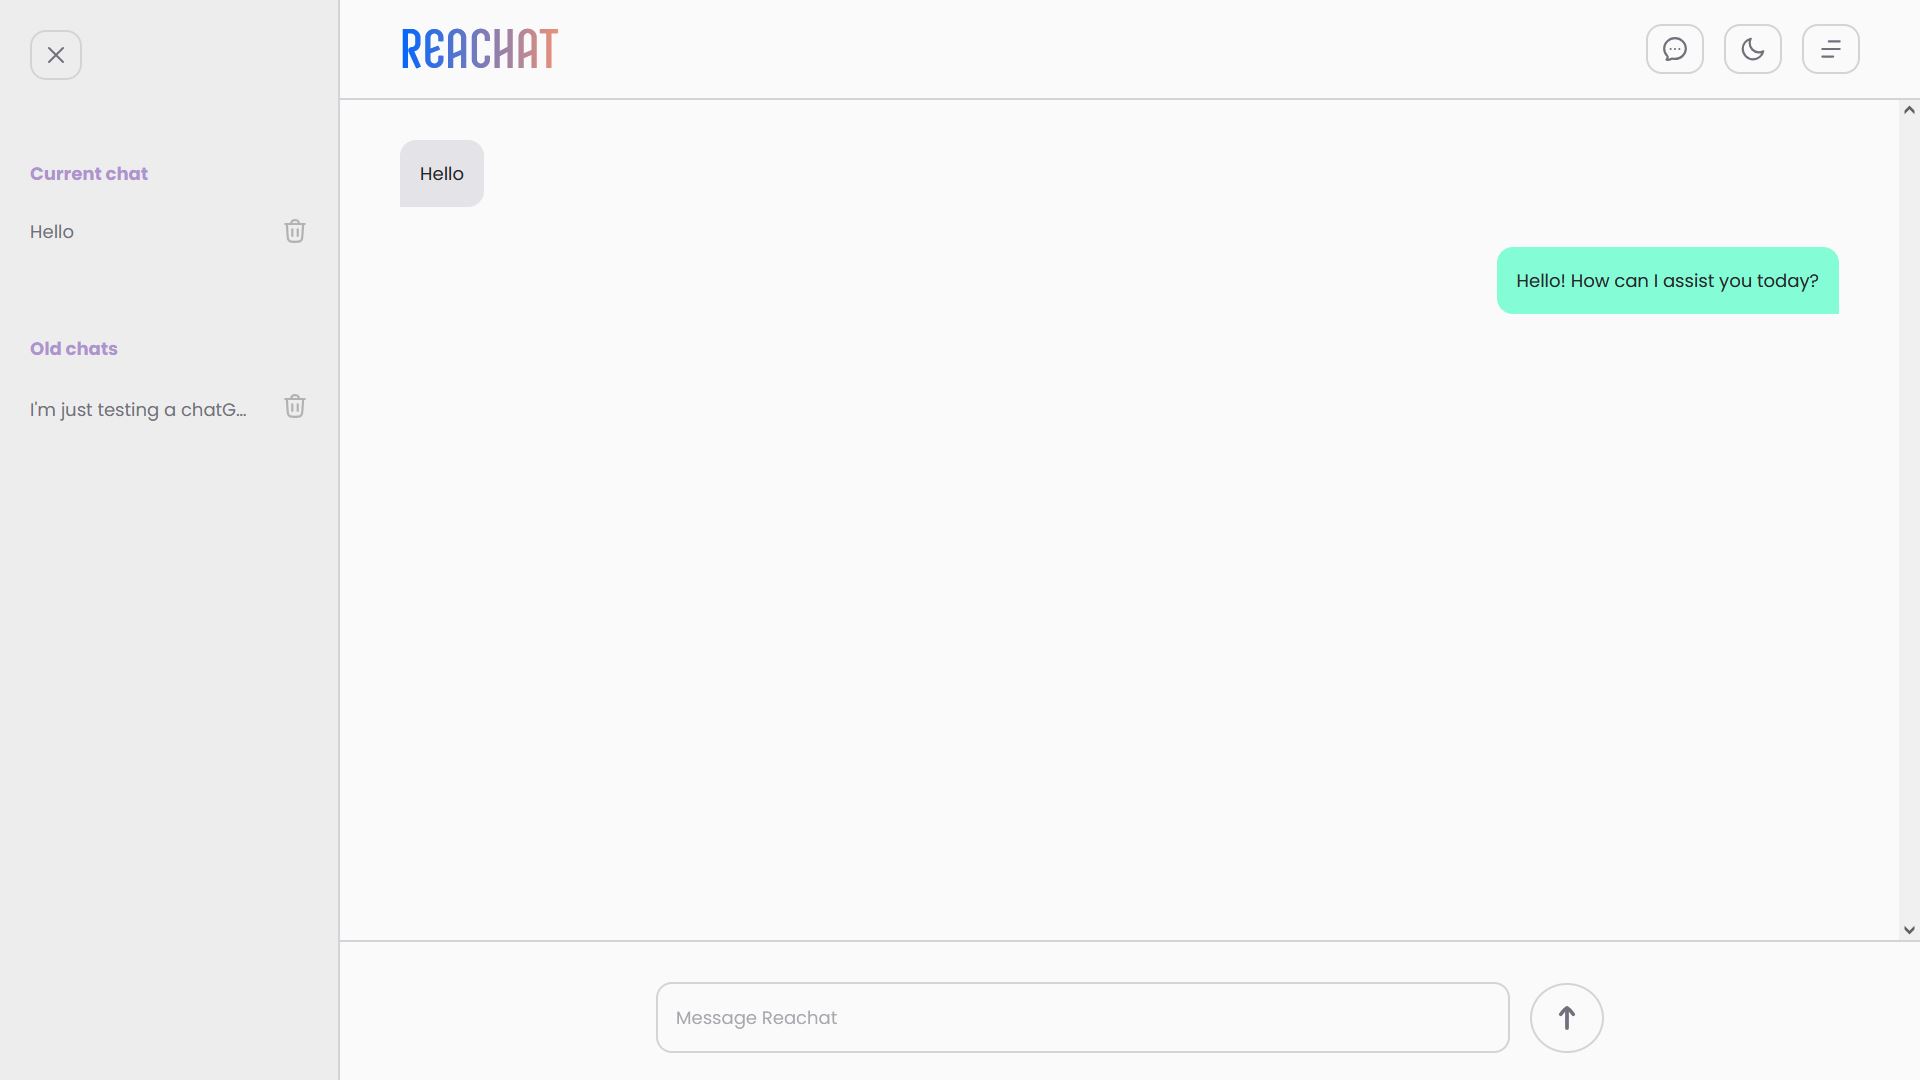 REACHAT
Current chat
Hello
Old chats
I'm just testing a chatG...
Hello
Hello! How can I assist you today?
Message Reachat